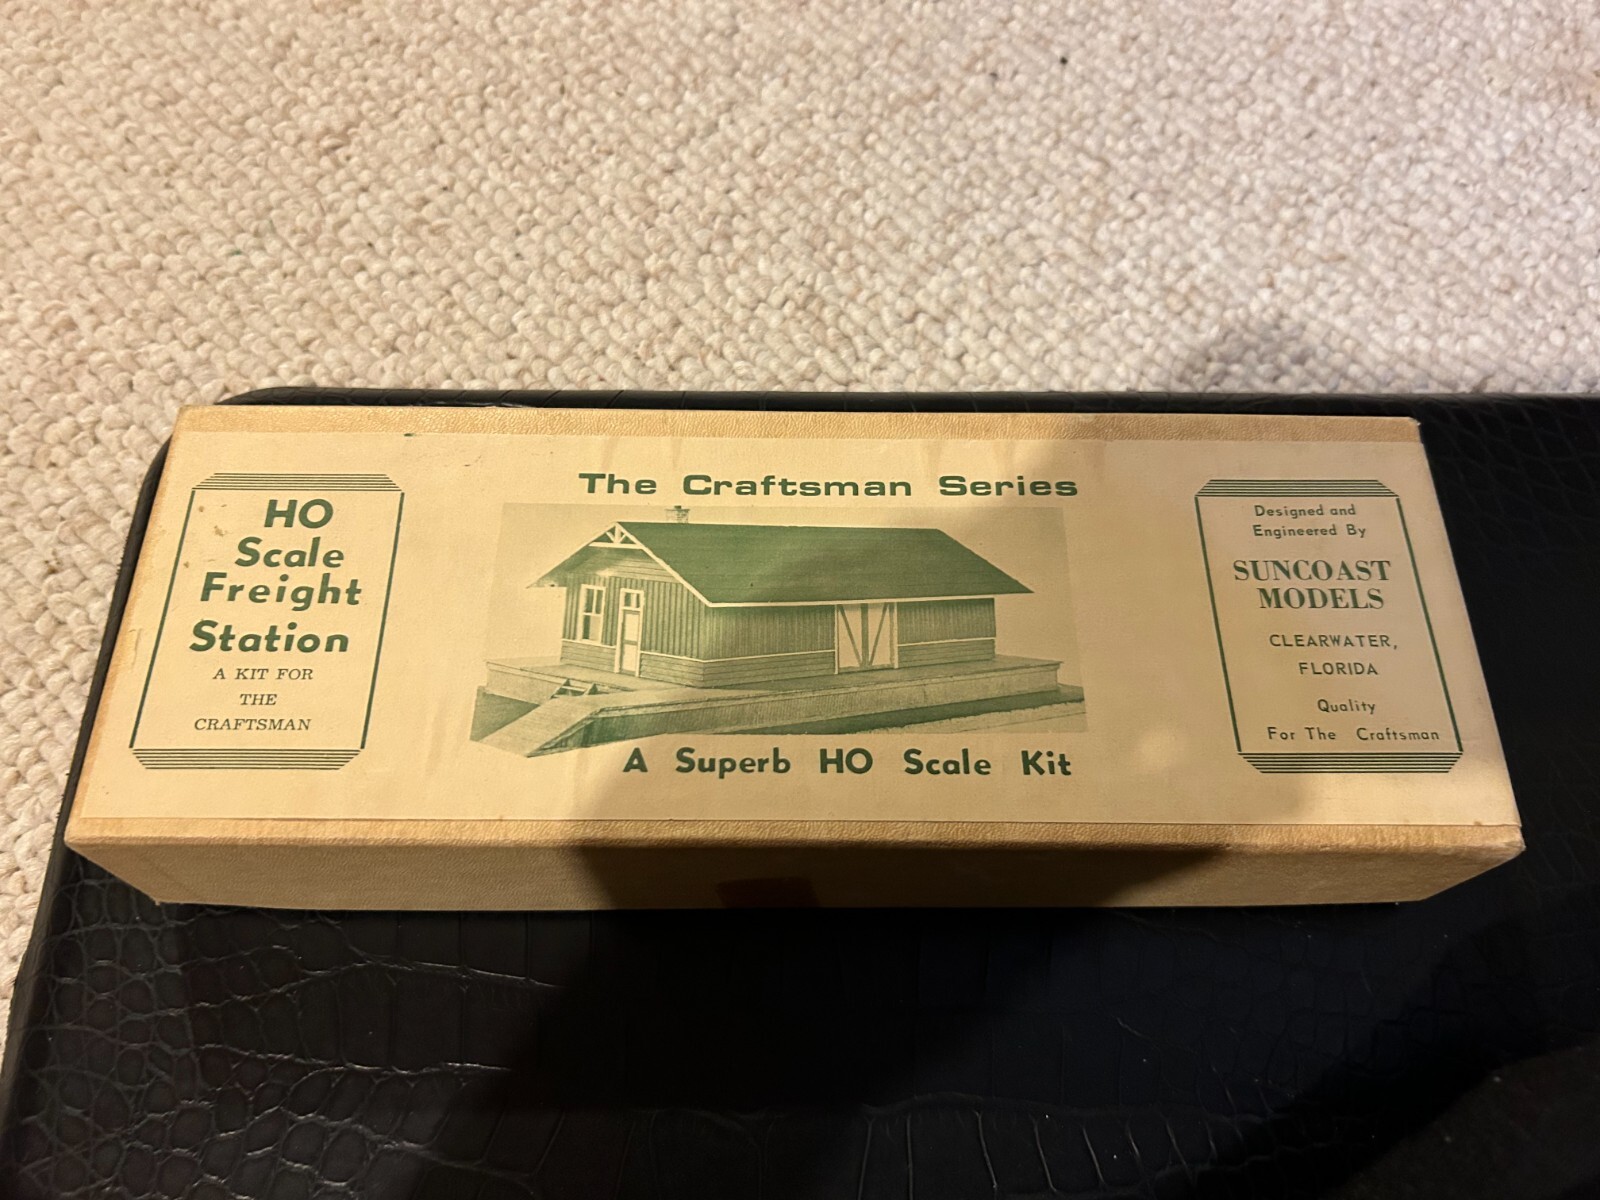 HO
Scale
Freight
Station
A KIT FOR
THE
CRAFTSMAN
The Craftsman Series
A Superb HO Scale Kit
Designed and
Engineered By
SUNCOAST
MODELS
CLEARWATER,
FLORIDA
Quality
For The Craftsman